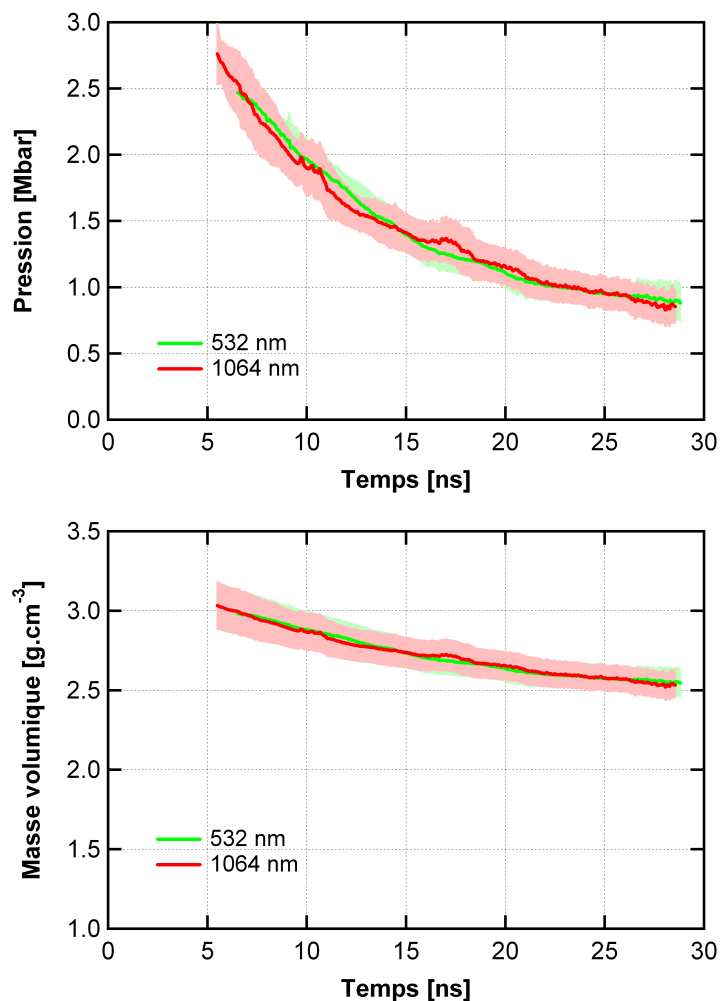 3.0
2.5
2.0
1.5
1.0
0.5
0.0
Pression [Mbar]
532 nm
1064 nm
0 5 10 15 20 25 30
Temps [ns]
3.5
3.0
2.5
2.0
1.5
1.0
Masse volumique [g.cm⁻³]
532 nm
1064 nm
0 5 10 15 20 25 30
Temps [ns]